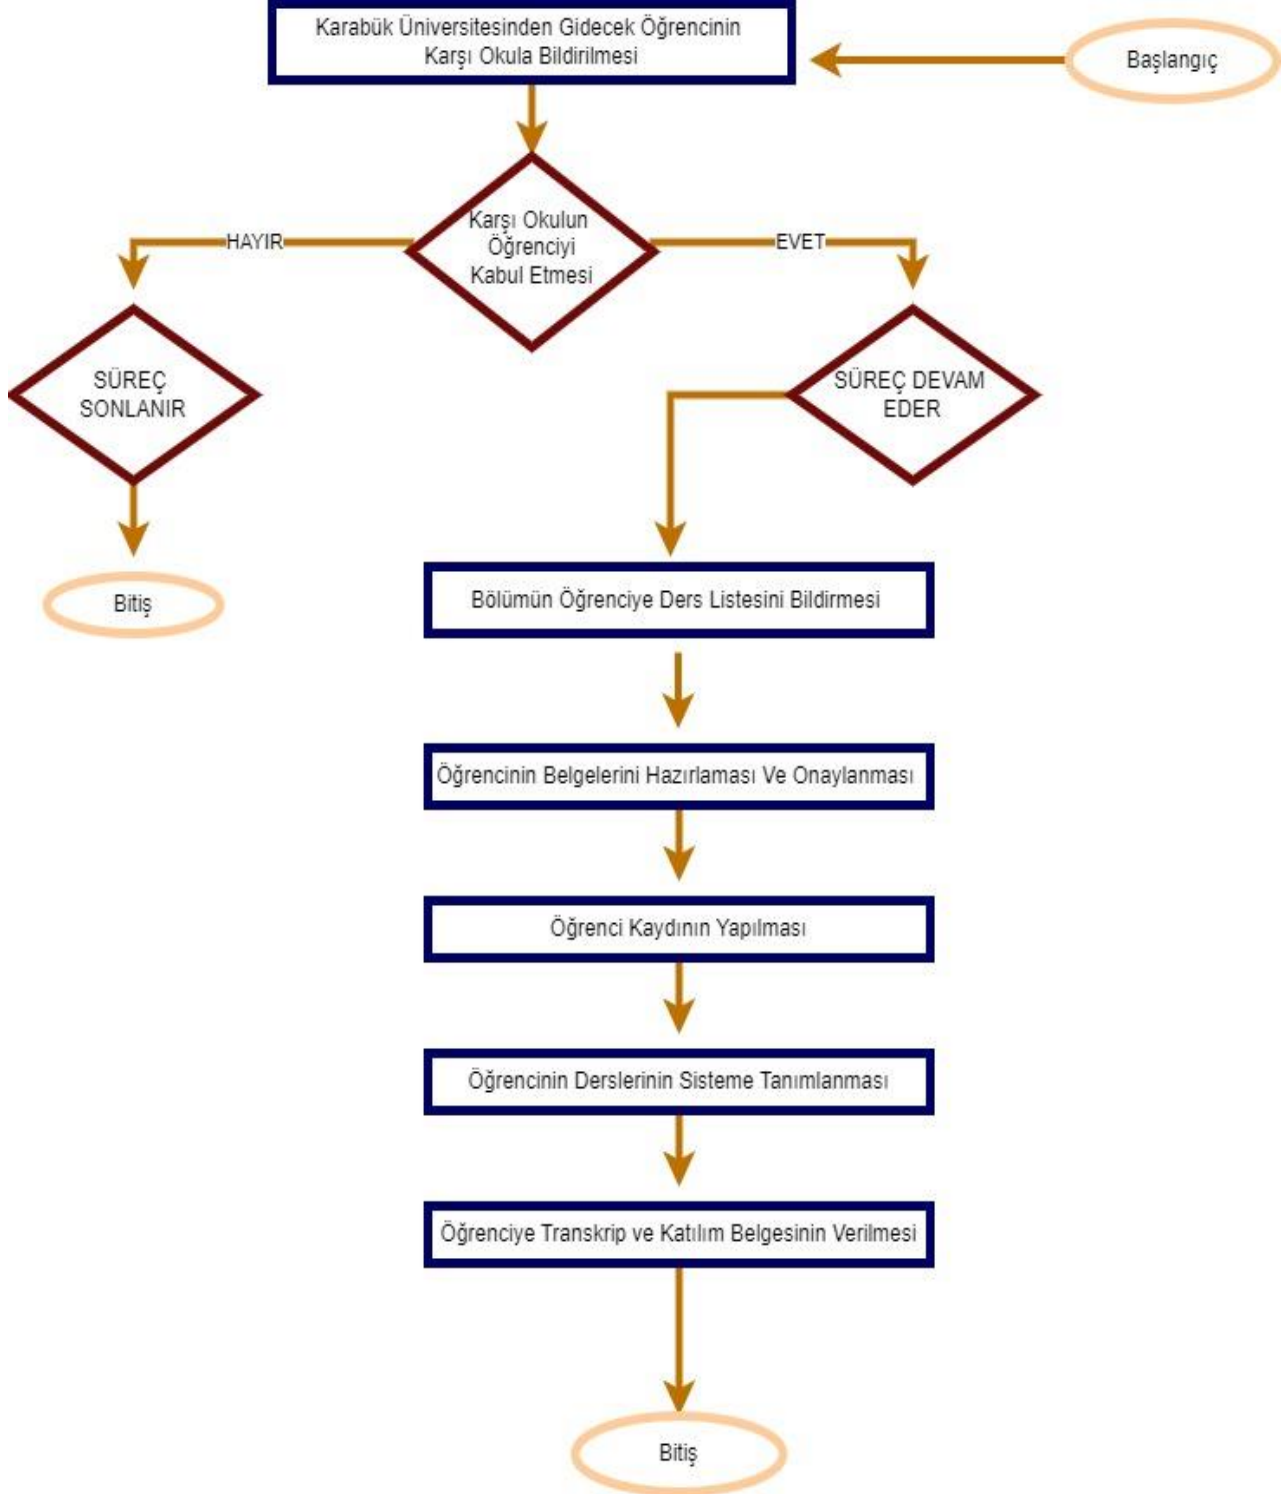 Karabük Üniversitesinden Gidecek Öğrencinin
Karşı Okula Bildirilmesi
Başlangıç
Karşı Okulun
Öğrenciyi
Kabul Etmesi
HAYIR
EVET
SÜREÇ
SONLANIR
SÜREÇ DEVAM
EDER
Bitiş
Bölümün Öğrenciye Ders Listesini Bildirmesi
Öğrencinin Belgelerini Hazırlaması Ve Onaylanması
Öğrenci Kaydının Yapılması
Öğrencinin Derslerinin Sisteme Tanımlanması
Öğrenciye Transkrip ve Katılım Belgesinin Verilmesi
Bitiş